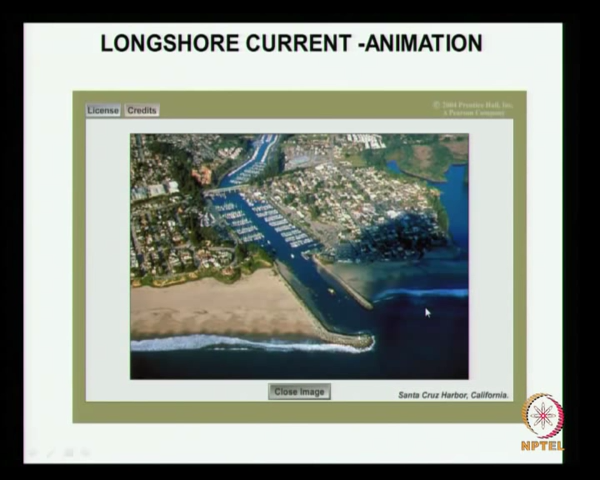 LONGSHORE CURRENT -ANIMATION
License Credits
© 2004 Prentice Hall, Inc.
A Pearson Company
Close Image
Santa Cruz Harbor, California.
NPTEL